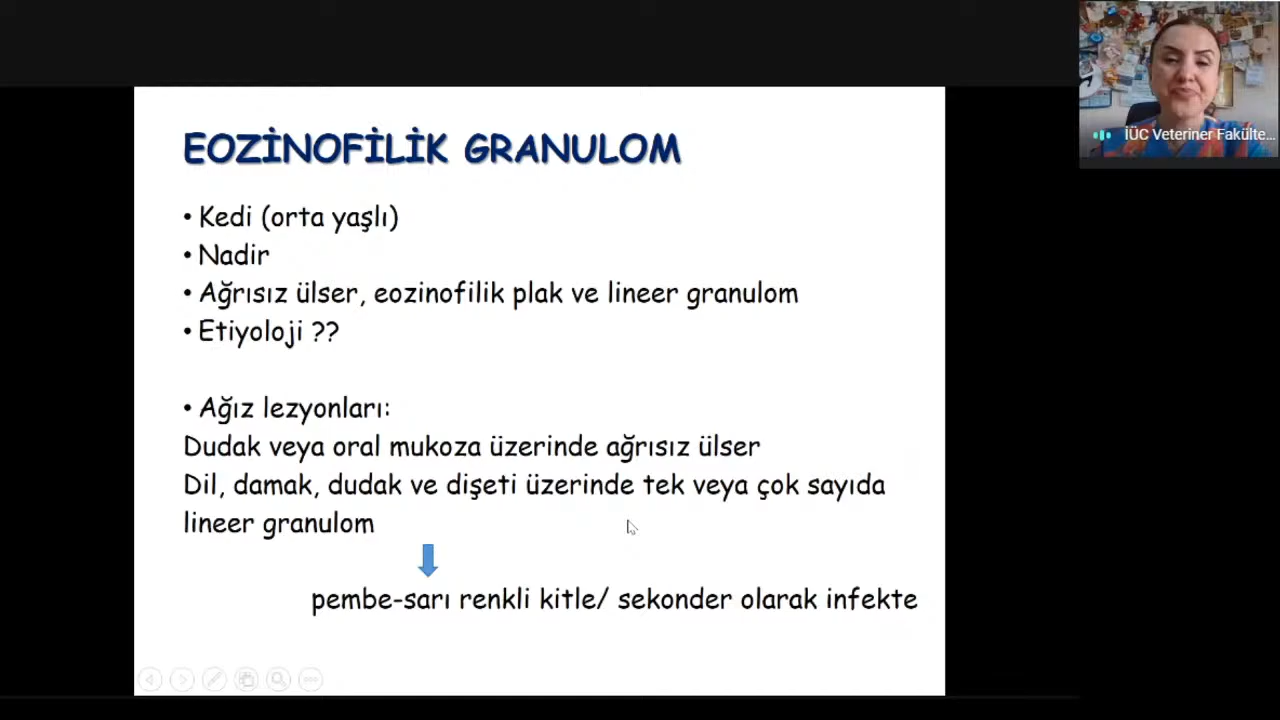 EOZİNOFİLİK GRANULOM
• Kedi (orta yaşlı)
• Nadir
• Ağrısız ülser, eozinofilik plak ve lineer granulom
• Etiyoloji ??
• Ağız lezyonları:
Dudak veya oral mukoza üzerinde ağrısız ülser
Dil, damak, dudak ve dişeti üzerinde tek veya çok sayıda
lineer granulom
pembe-sarı renkli kitle/ sekonder olarak infekte
İÜC Veteriner Fakülte...